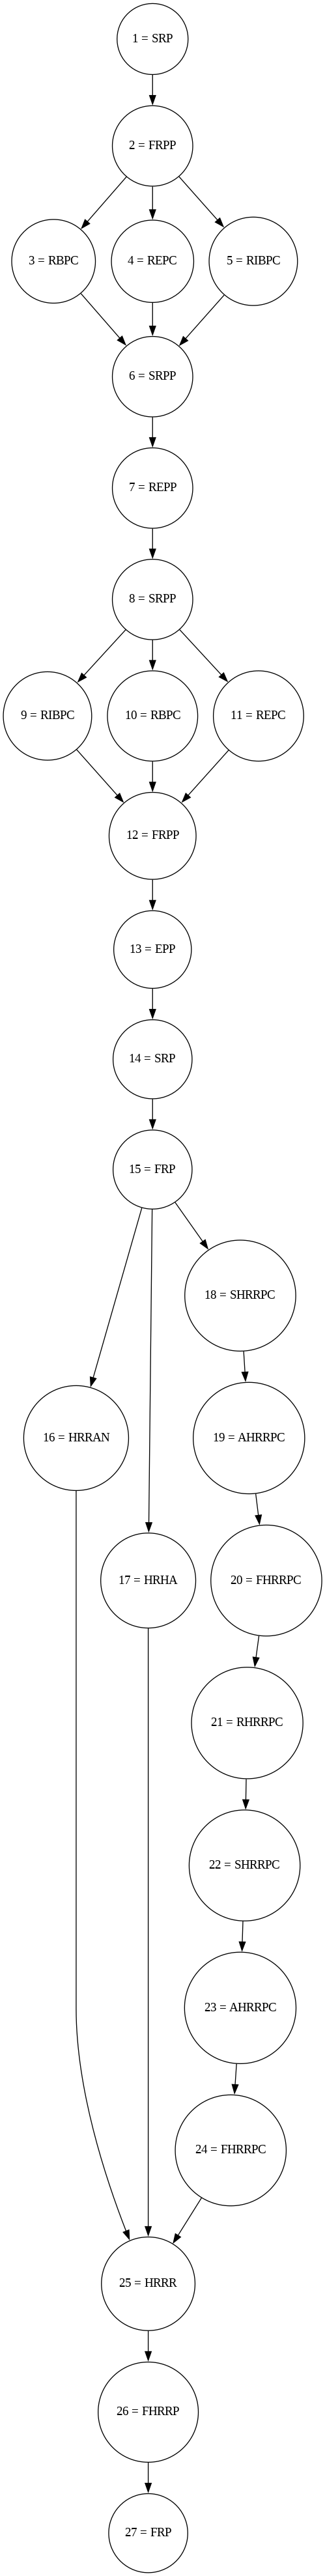 1 = SRP
2 = FRPP
3 = RBPC
4 = REPC
5 = RIBPC
6 = SRPP
7 = REPP
8 = SRPP
9 = RIBPC
10 = RBPC
11 = REPC
12 = FRPP
13 = EPP
14 = SRP
15 = FRP
18 = SHRRPC
16 = HRRAN
19 = AHRRPC
17 = HRHA
20 = FHRRPC
21 = RHRRPC
22 = SHRRPC
23 = AHRRPC
24 = FHRRPC
25 = HRRR
26 = FHRRP
27 = FRP